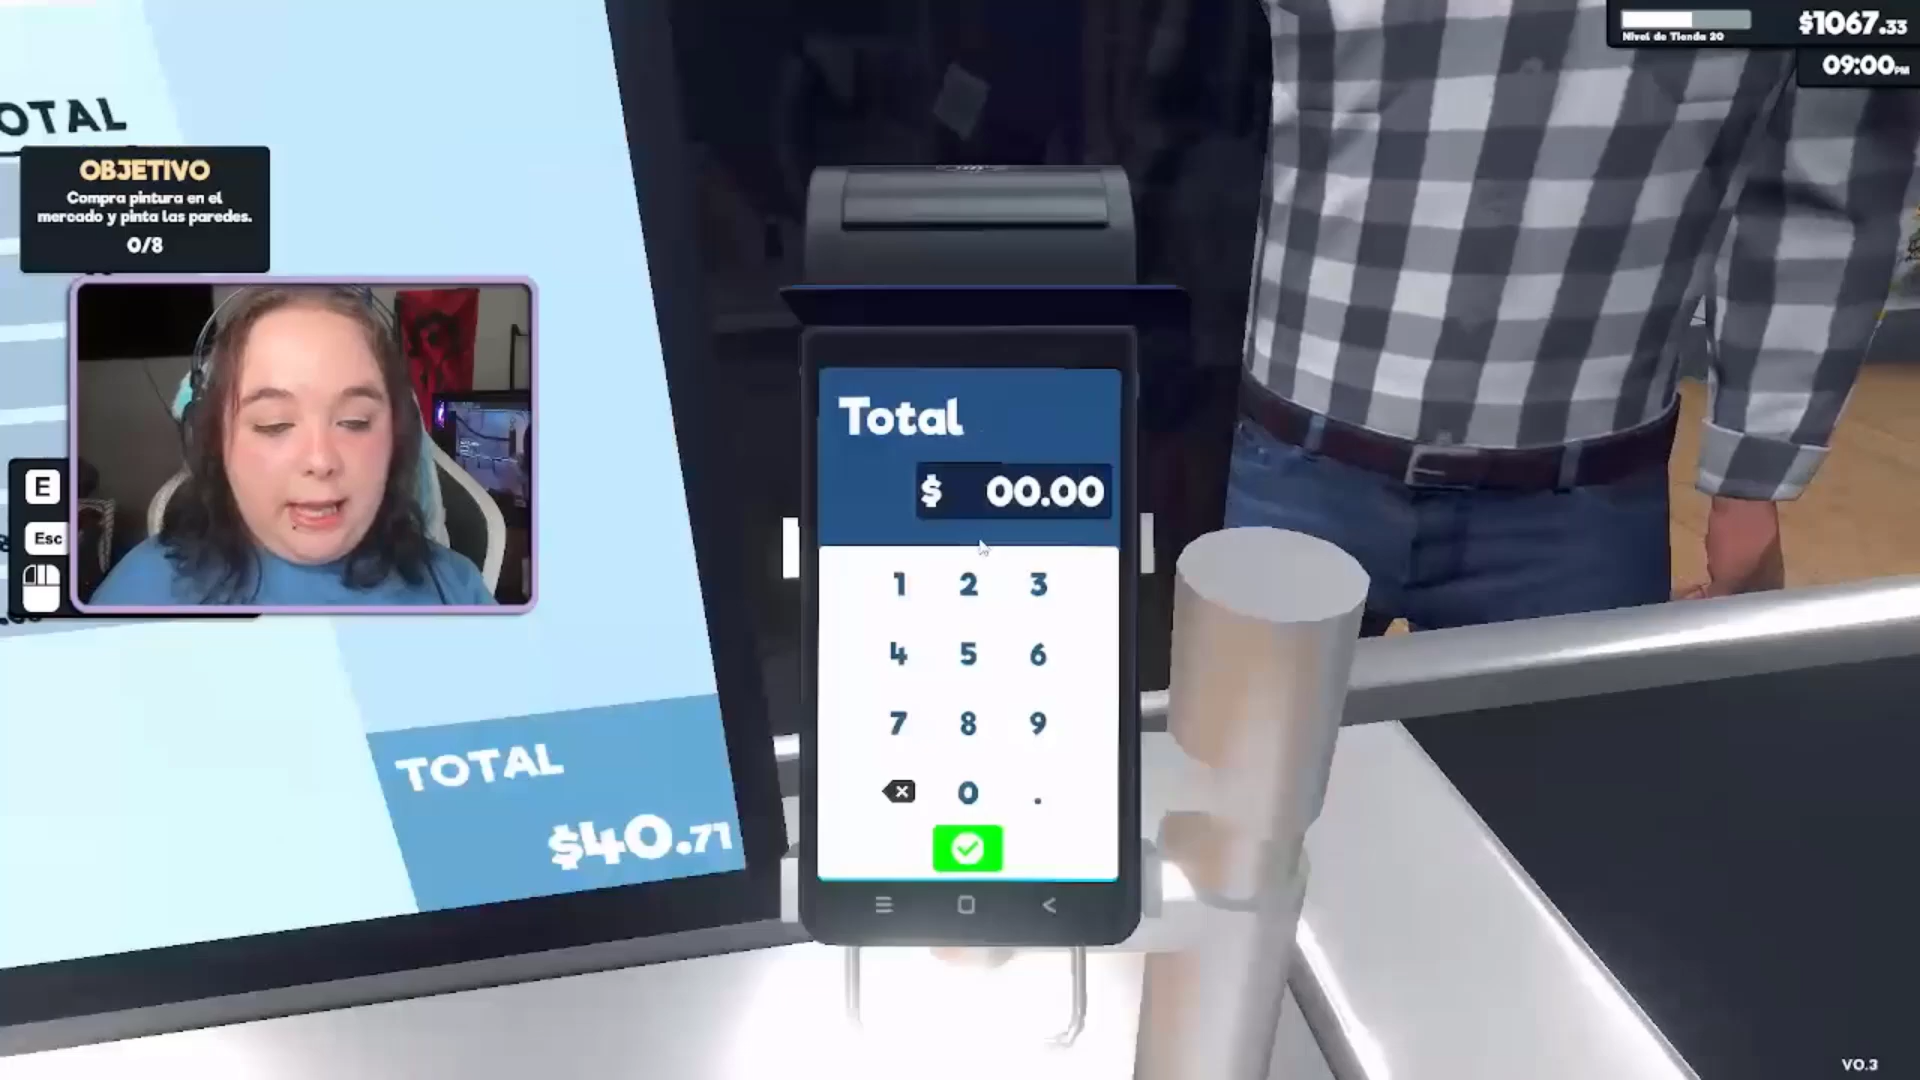 $1067.33
Nivel de Tienda 20
09:00PM
OTAL
OBJETIVO
Compra pintura en el
mercado y pinta las paredes.
0/8
E
Esc
Total
$ 00.00
1 2 3
4 5 6
7 8 9
0 .
TOTAL
$40.71
V0.3